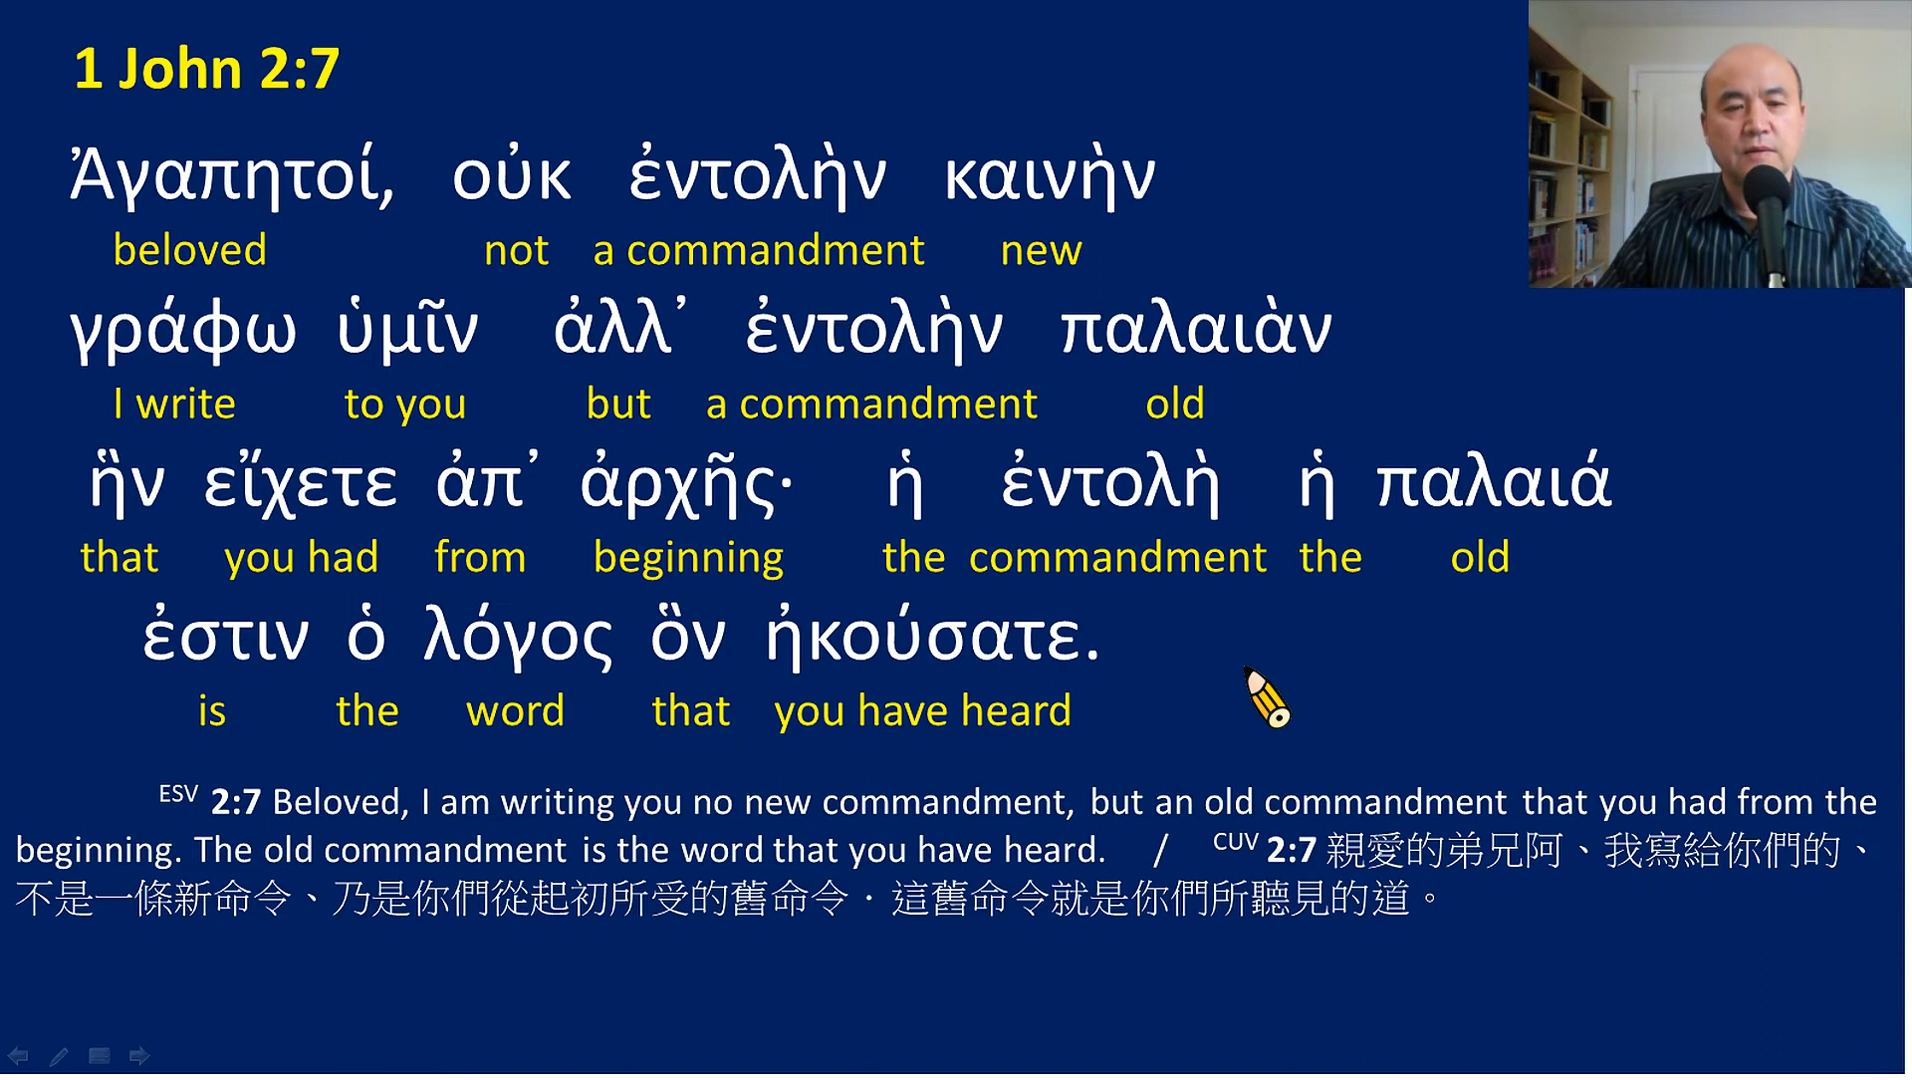 1 John 2:7
Ἀγαπητοί, οὐκ ἐντολὴν καινὴν
beloved not a commandment new
γράφω ὑμῖν ἀλλ᾽ ἐντολὴν παλαιὰν
I write to you but a commandment old
ἣν εἴχετε ἀπ᾽ ἀρχῆς· ἡ ἐντολὴ ἡ παλαιά
that you had from beginning the commandment the old
ἐστιν ὁ λόγος ὃν ἠκούσατε.
is the word that you have heard
ESV 2:7 Beloved, I am writing you no new commandment, but an old commandment that you had from the
beginning. The old commandment is the word that you have heard. / CUV 2:7 親愛的弟兄阿、我寫給你們的、
不是一條新命令、乃是你們從起初所受的舊命令．這舊命令就是你們所聽見的道。